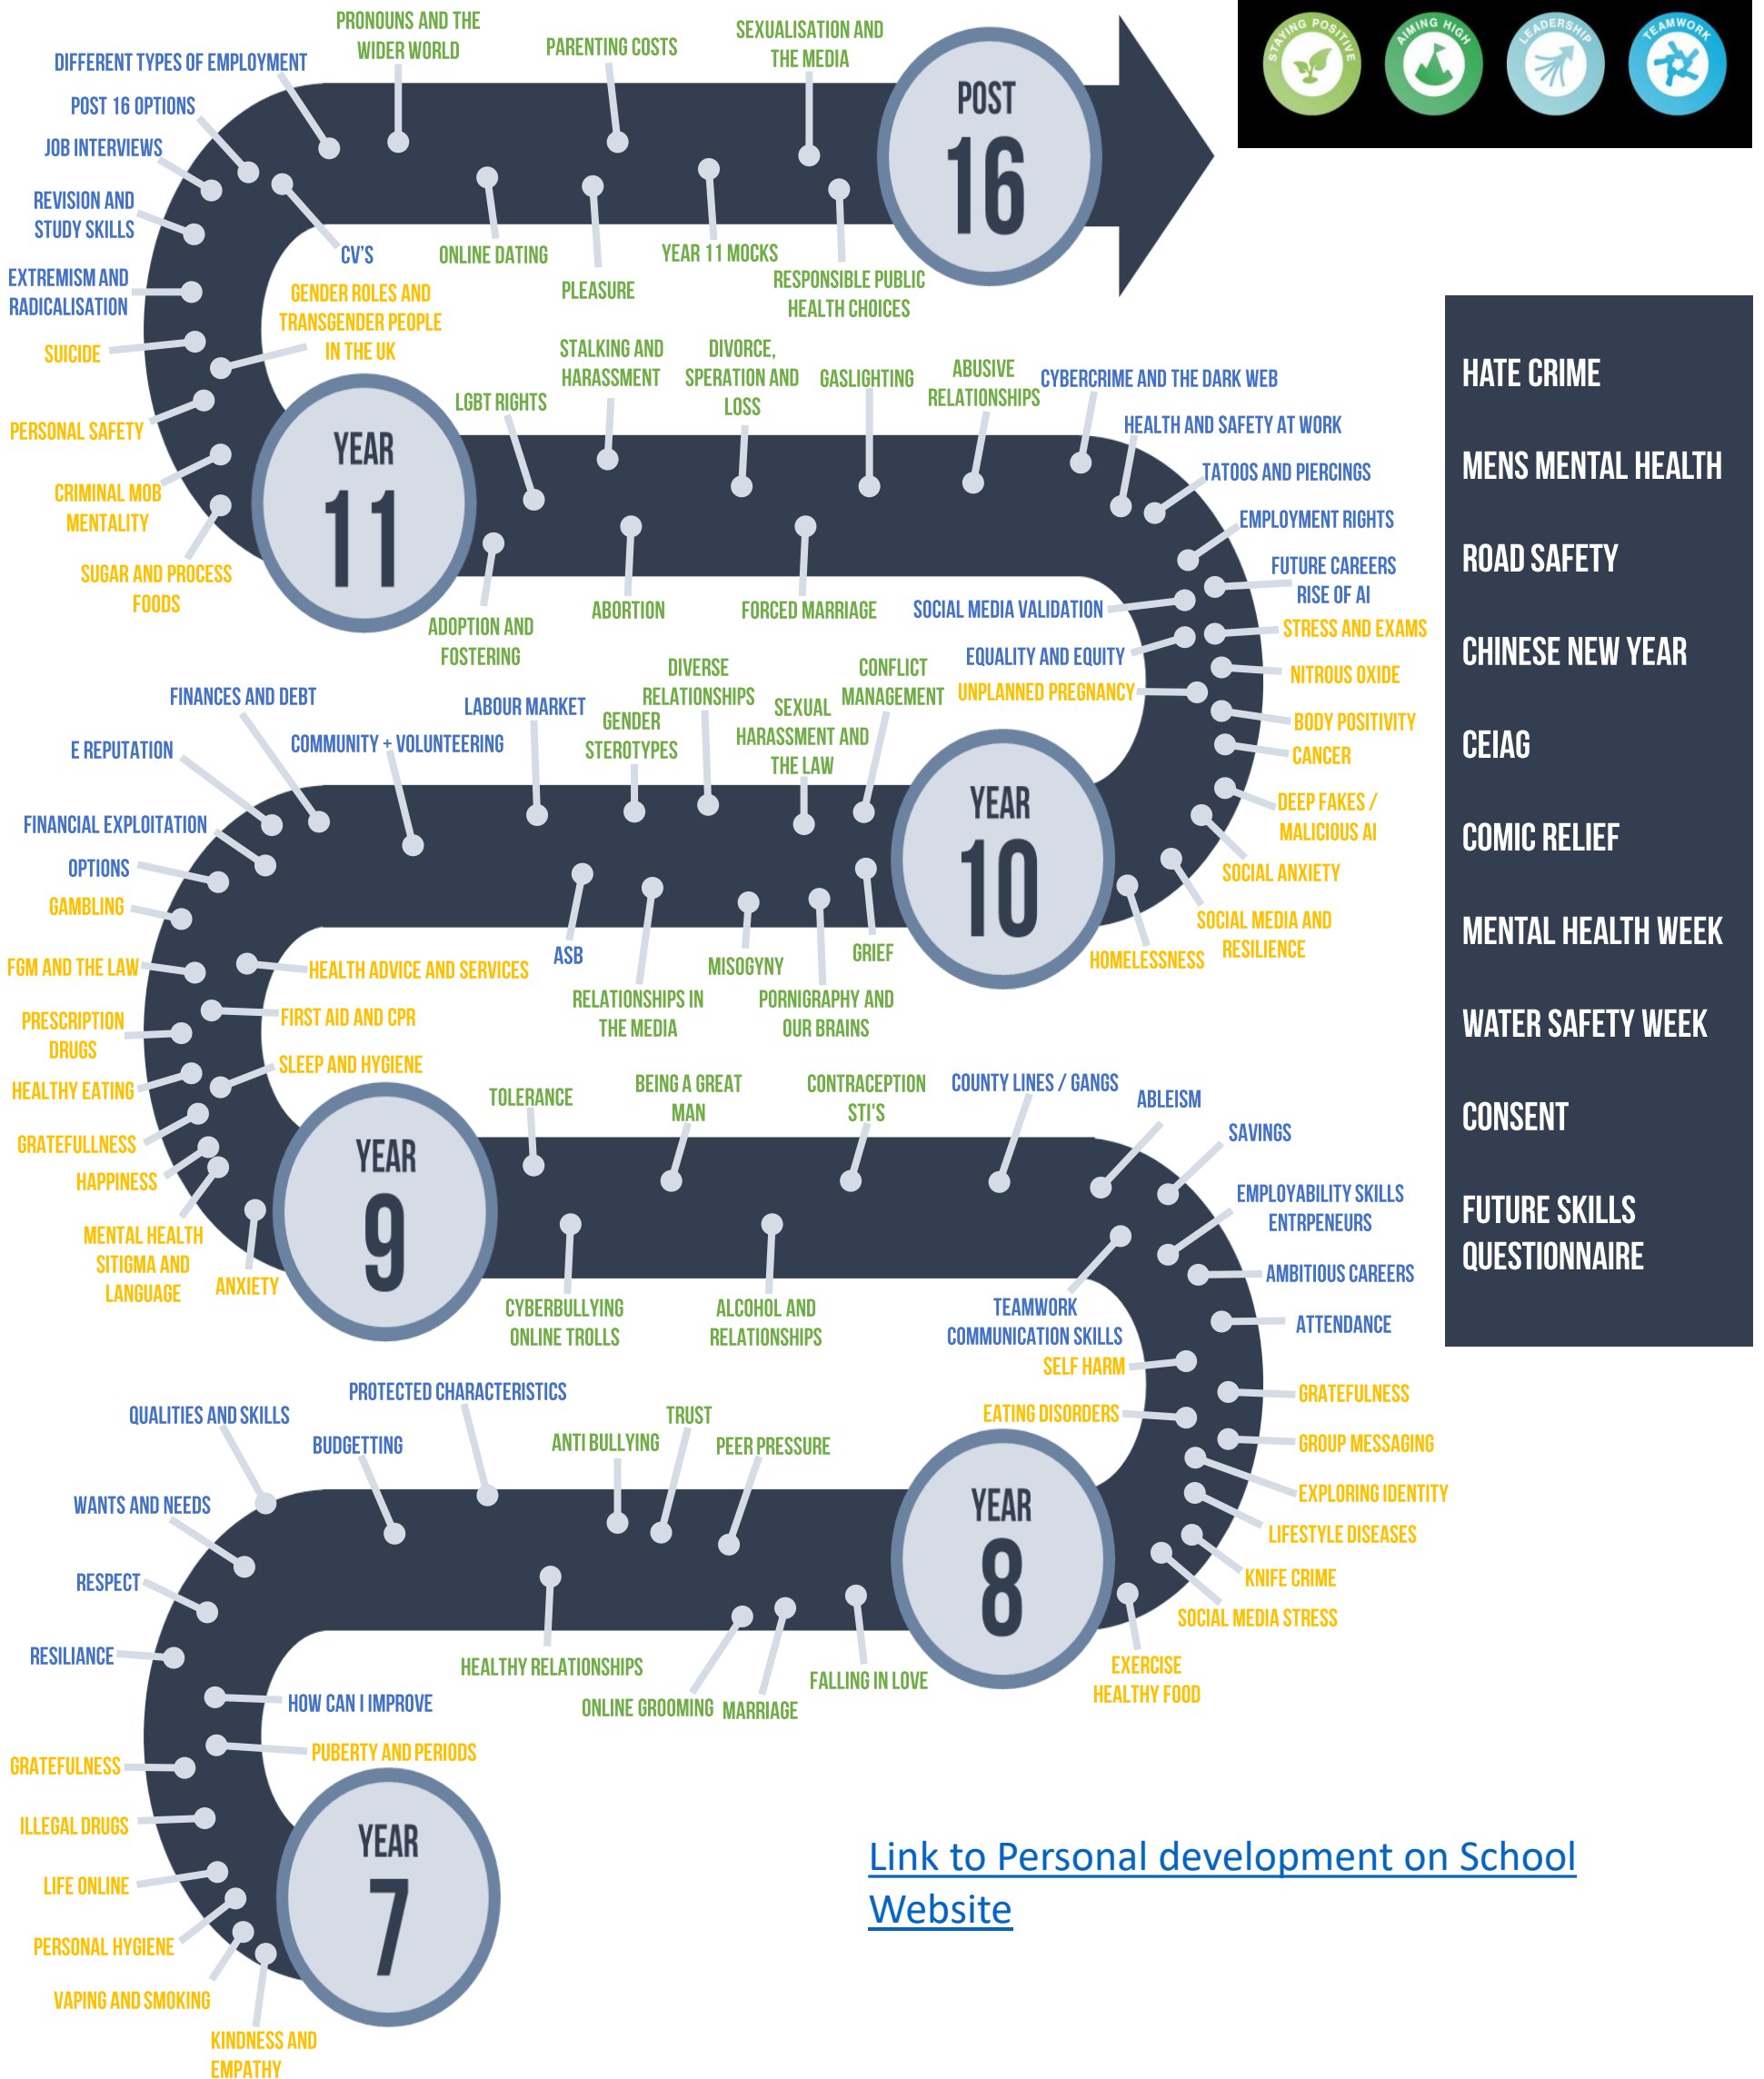 STAYING POSITIVE
AIMING HIGH
LEADERSHIP
TEAMWORK
PRONOUNS AND THE
WIDER WORLD
PARENTING COSTS
SEXUALISATION AND
THE MEDIA
DIFFERENT TYPES OF EMPLOYMENT
POST 16 OPTIONS
JOB INTERVIEWS
REVISION AND
STUDY SKILLS
EXTREMISM AND
RADICALISATION
SUICIDE
PERSONAL SAFETY
CRIMINAL MOB
MENTALITY
SUGAR AND PROCESS
FOODS
POST
16
CV'S
ONLINE DATING
PLEASURE
YEAR 11 MOCKS
RESPONSIBLE PUBLIC
HEALTH CHOICES
GENDER ROLES AND
TRANSGENDER PEOPLE
IN THE UK
YEAR
11
LGBT RIGHTS
STALKING AND
HARASSMENT
DIVORCE,
SPERATION AND
LOSS
GASLIGHTING
ABUSIVE
RELATIONSHIPS
CYBERCRIME AND THE DARK WEB
HEALTH AND SAFETY AT WORK
TATOOS AND PIERCINGS
EMPLOYMENT RIGHTS
FUTURE CAREERS
RISE OF AI
STRESS AND EXAMS
NITROUS OXIDE
BODY POSITIVITY
CANCER
DEEP FAKES /
MALICIOUS AI
SOCIAL ANXIETY
SOCIAL MEDIA AND
RESILIENCE
HOMELESSNESS
ADOPTION AND
FOSTERING
ABORTION
FORCED MARRIAGE
SOCIAL MEDIA VALIDATION
EQUALITY AND EQUITY
UNPLANNED PREGNANCY
FINANCES AND DEBT
E REPUTATION
COMMUNITY + VOLUNTEERING
LABOUR MARKET
GENDER
STEROTYPES
DIVERSE
RELATIONSHIPS
SEXUAL
HARASSMENT AND
THE LAW
CONFLICT
MANAGEMENT
YEAR
10
FINANCIAL EXPLOITATION
OPTIONS
GAMBLING
FGM AND THE LAW
PRESCRIPTION
DRUGS
HEALTHY EATING
GRATEFULLNESS
HAPPINESS
MENTAL HEALTH
SITIGMA AND
LANGUAGE
ANXIETY
HEALTH ADVICE AND SERVICES
FIRST AID AND CPR
SLEEP AND HYGIENE
ASB
RELATIONSHIPS IN
THE MEDIA
MISOGYNY
PORNIGRAPHY AND
OUR BRAINS
GRIEF
YEAR
9
TOLERANCE
BEING A GREAT
MAN
CONTRACEPTION
STI'S
COUNTY LINES / GANGS
ABLEISM
SAVINGS
EMPLOYABILITY SKILLS
ENTRPENEURS
AMBITIOUS CAREERS
ATTENDANCE
GRATEFULNESS
GROUP MESSAGING
EXPLORING IDENTITY
LIFESTYLE DISEASES
KNIFE CRIME
SOCIAL MEDIA STRESS
EXERCISE
HEALTHY FOOD
CYBERBULLYING
ONLINE TROLLS
ALCOHOL AND
RELATIONSHIPS
TEAMWORK
COMMUNICATION SKILLS
SELF HARM
EATING DISORDERS
YEAR
8
PROTECTED CHARACTERISTICS
QUALITIES AND SKILLS
BUDGETTING
ANTI BULLYING
TRUST
PEER PRESSURE
WANTS AND NEEDS
RESPECT
RESILIANCE
HOW CAN I IMPROVE
PUBERTY AND PERIODS
HEALTHY RELATIONSHIPS
ONLINE GROOMING
MARRIAGE
FALLING IN LOVE
GRATEFULNESS
ILLEGAL DRUGS
LIFE ONLINE
PERSONAL HYGIENE
VAPING AND SMOKING
KINDNESS AND
EMPATHY
YEAR
7
HATE CRIME
MENS MENTAL HEALTH
ROAD SAFETY
CHINESE NEW YEAR
CEIAG
COMIC RELIEF
MENTAL HEALTH WEEK
WATER SAFETY WEEK
CONSENT
FUTURE SKILLS
QUESTIONNAIRE
Link to Personal development on School
Website